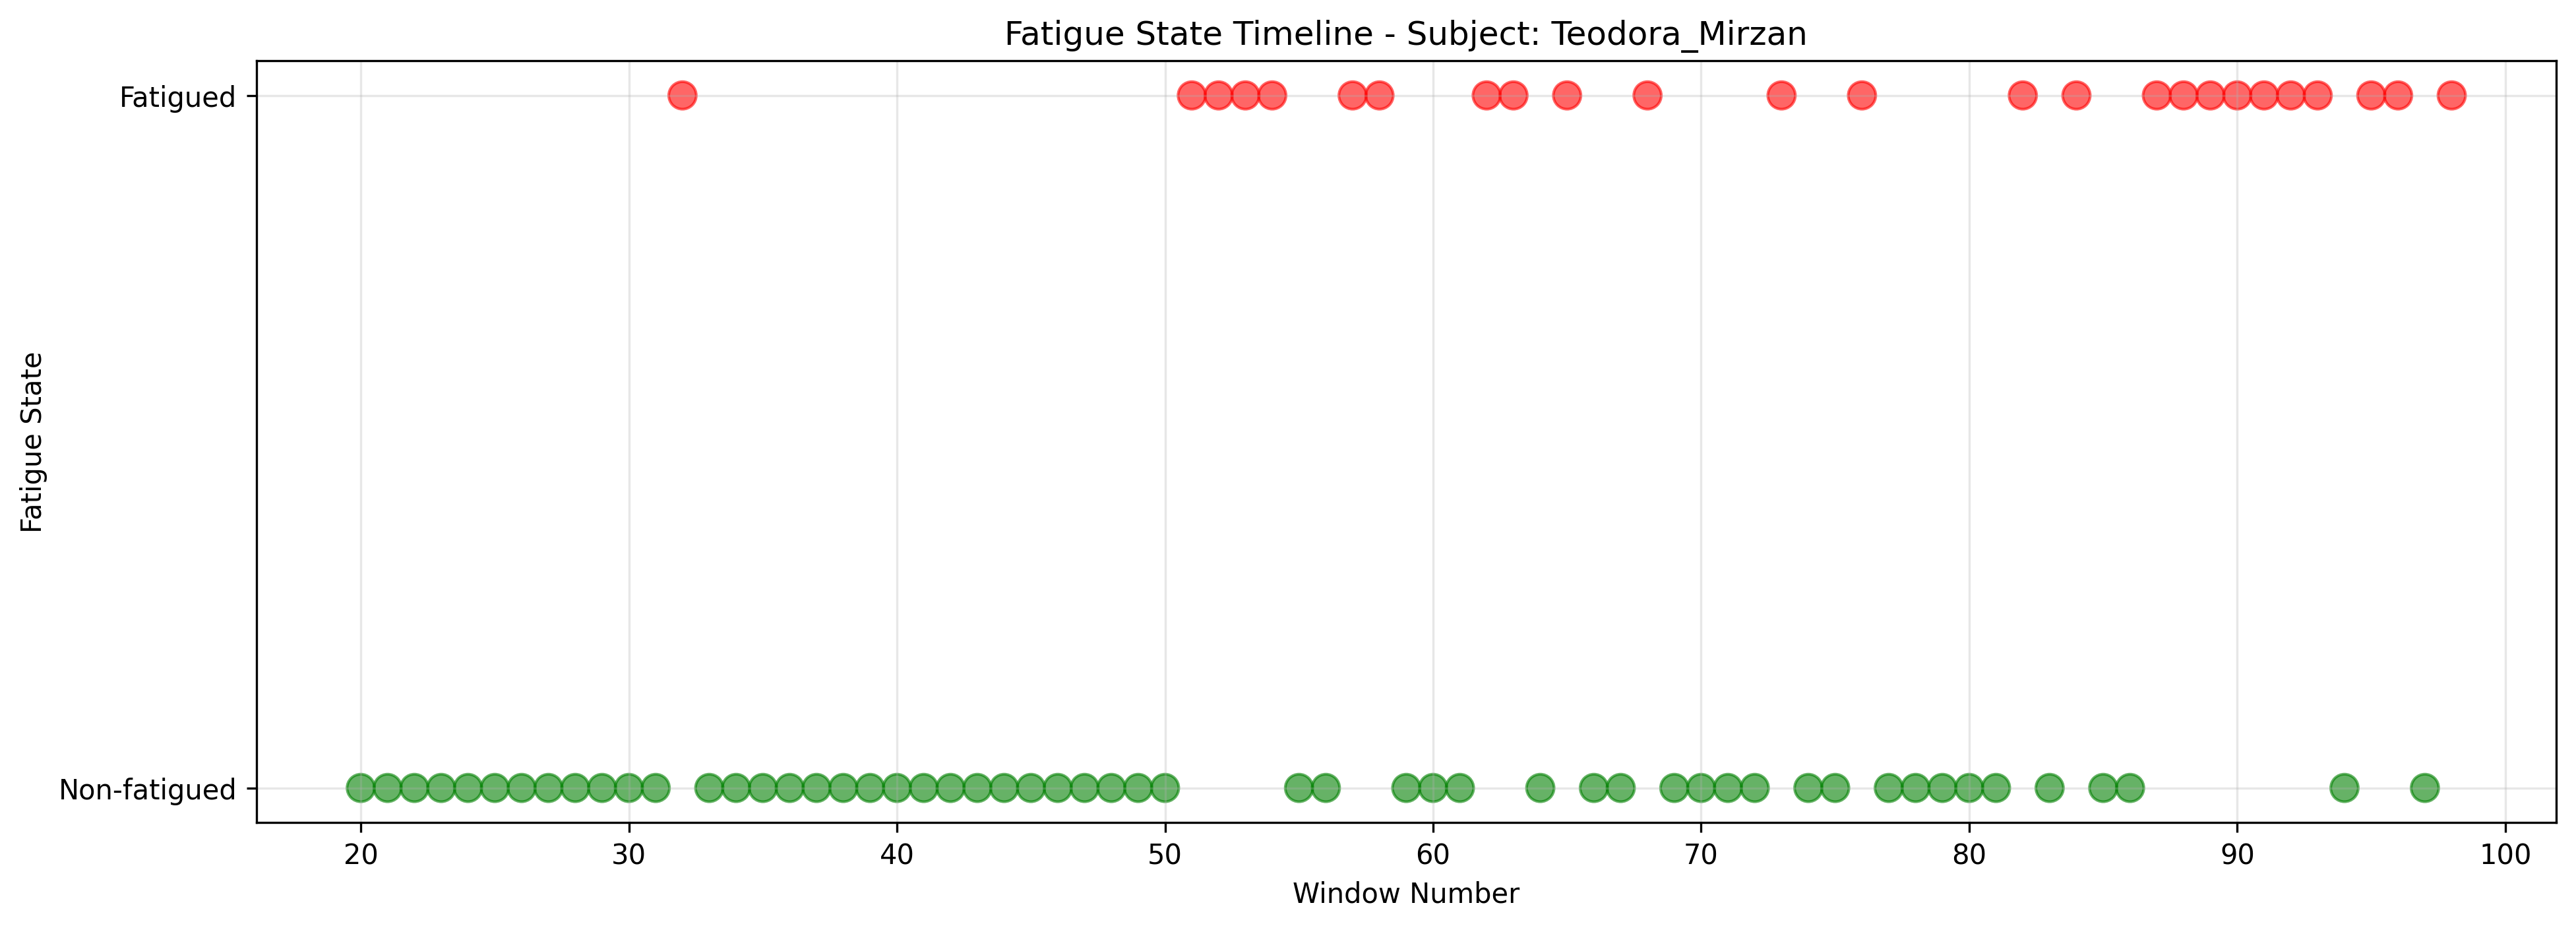 Fatigue State Timeline - Subject: Teodora_Mirzan
Fatigued
Fatigue State
Non-fatigued
20 30 40 50 60 70 80 90 100
Window Number